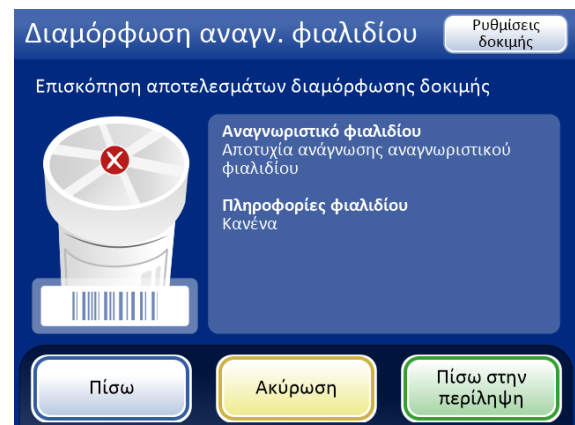 Διαμόρφωση αναγν. φιαλιδίου
Ρυθμίσεις
δοκιμής
Επισκόπηση αποτελεσμάτων διαμόρφωσης δοκιμής
Αναγνωριστικό φιαλιδίου
Αποτυχία ανάγνωσης αναγνωριστικού
φιαλιδίου
Πληροφορίες φιαλιδίου
Κανένα
Πίσω
Ακύρωση
Πίσω στην
περίληψη